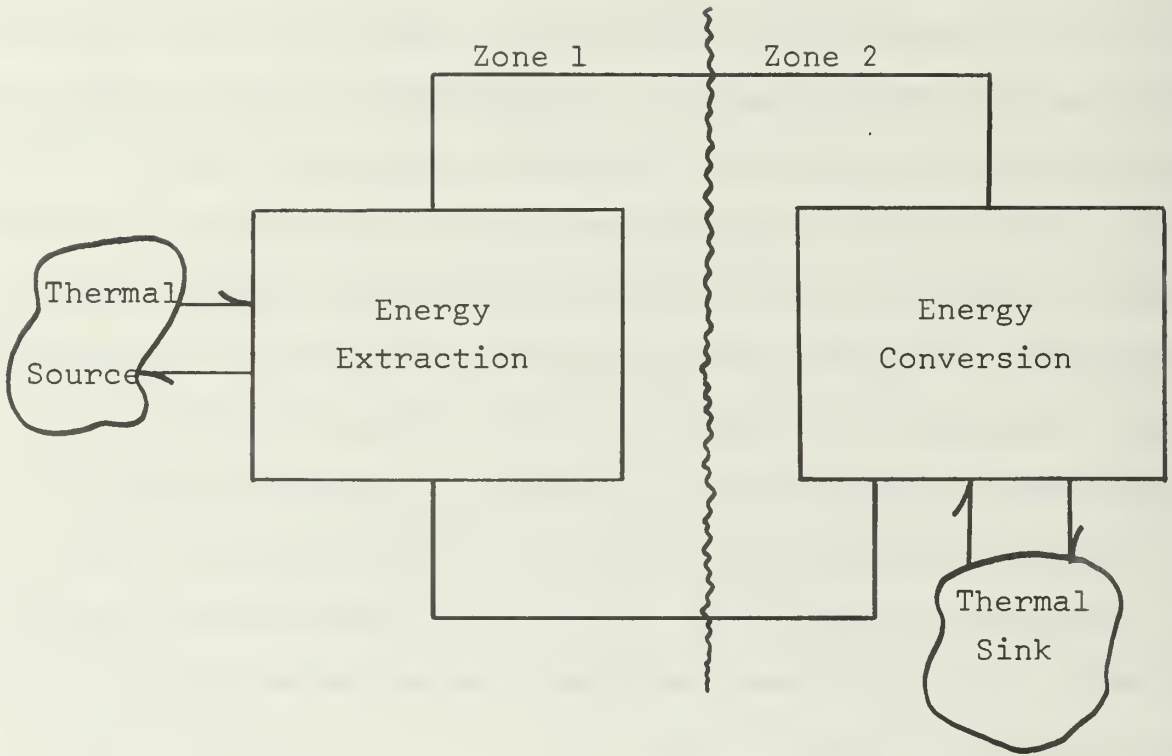 Zone 1
Zone 2
Thermal
Source
Energy
Extraction
Energy
Conversion
Thermal
Sink